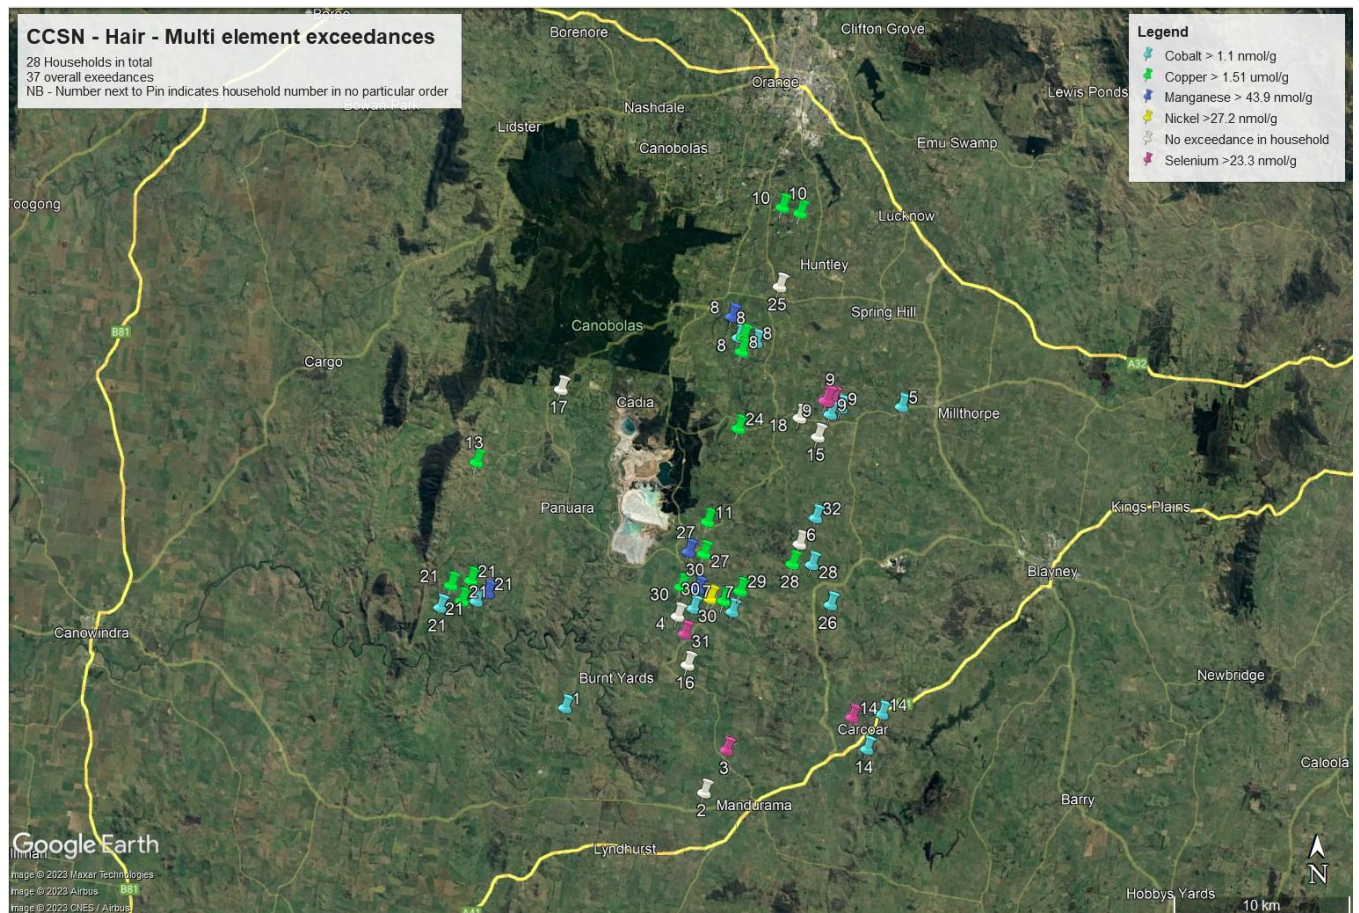 CCSN - Hair - Multi element exceedances
28 Households in total
37 overall exeedances
NB - Number next to Pin indicates household number in no particular order
Legend
Cobalt > 1.1 nmol/g
Copper > 1.51 umol/g
Manganese > 43.9 nmol/g
Nickel >27.2 nmol/g
No exceedance in household
Selenium >23.3 nmol/g
Borenore
Clifton Grove
Orange
Lewis Ponds
Nashdale
Bowan Park
Lidster
Canobolas
Emu Swamp
10 10
Toogong
Lucknow
Huntley
25
8
Spring Hill
8
Canobolas
8
8
8
B81
Cargo
A32
9
17
Cadia
9
9
9
5
Millthorpe
24
18
15
13
Panuara
11
32
Kings Plains
27
6
27
28
28
Blayney
21
21
21
21
21
30
30
30
30
7
7
29
4
26
Canowindra
31
16
Burnt Yards
Newbridge
1
14
14
Carcoar
14
3
Caloola
2
Mandurama
Barry
Google Earth
Lyndhurst
Image © 2023 Maxar Technologies
Image © 2023 Airbus
Image © 2023 CNES / Airbus
B81
A41
N
Hobbys Yards
10 km